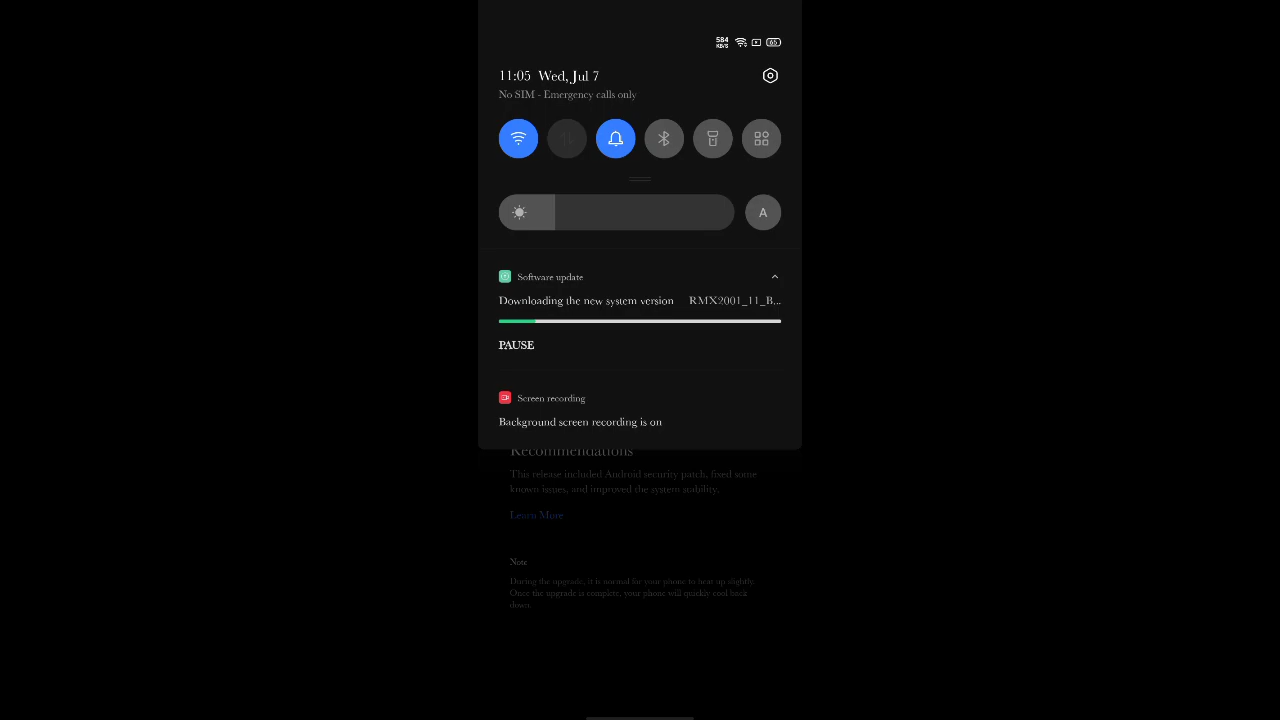 584
KB/S
65
11:05 Wed, Jul 7
No SIM - Emergency calls only
A
Software update
Downloading the new system version RMX2001_11_B...
PAUSE
Screen recording
Background screen recording is on
Recommendations
This release included Android security patch, fixed some
known issues, and improved the system stability.
Learn More
Note
During the upgrade, it is normal for your phone to heat up slightly.
Once the upgrade is complete, your phone will quickly cool back
down.